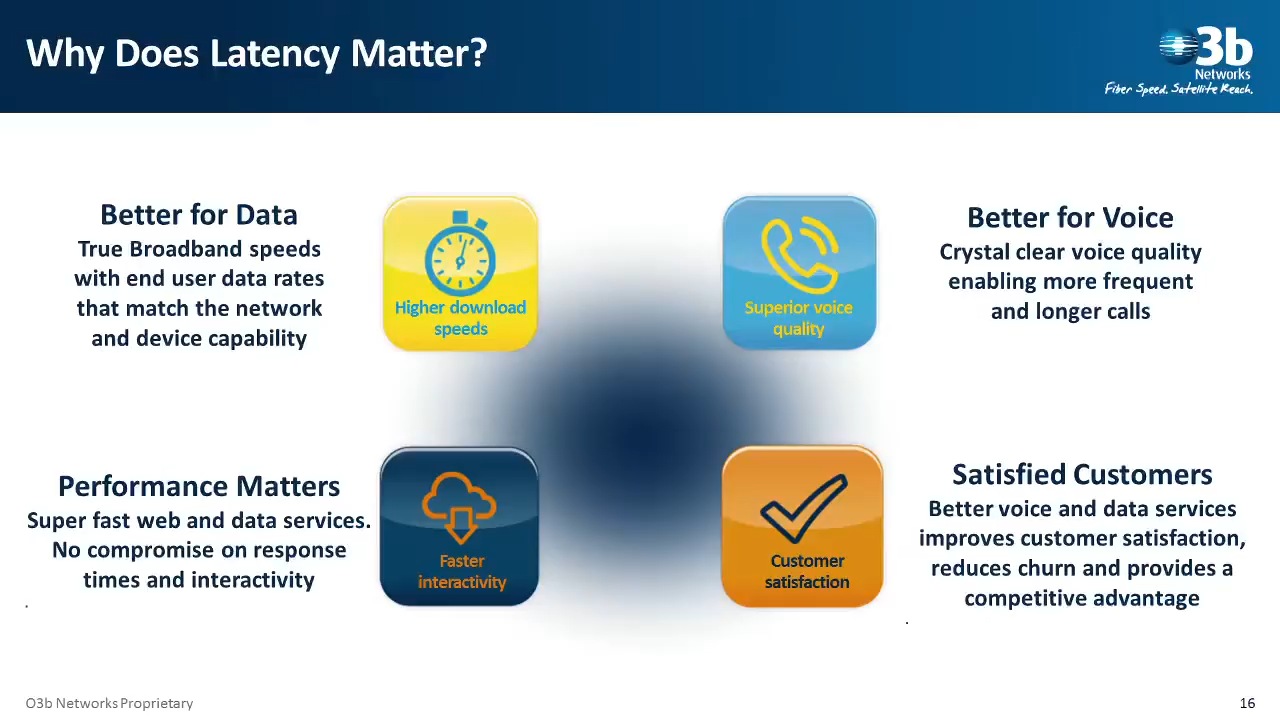 Why Does Latency Matter?
O3b
Networks
Fiber Speed. Satellite Reach.
Better for Data
True Broadband speeds
with end user data rates
that match the network
and device capability
Higher download
speeds
Superior voice
quality
Better for Voice
Crystal clear voice quality
enabling more frequent
and longer calls
Performance Matters
Super fast web and data services.
No compromise on response
times and interactivity
.
Faster
interactivity
Customer
satisfaction
Satisfied Customers
Better voice and data services
improves customer satisfaction,
reduces churn and provides a
competitive advantage
.
O3b Networks Proprietary
16